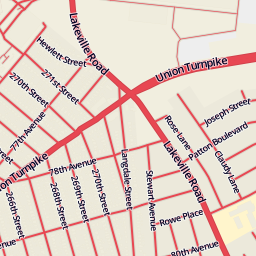 Lakeville Road
Hewlett Street
Union Turnpike
271st Street
270th Street
Joseph Street
77th Avenue
Rose Lane
Patton Boulevard
78th Avenue
Langdale Street
Lakeville Road
Daudy Lane
Union Turnpike
Stewart Avenue
270th Street
269th Street
268th Street
266th Street
Rowe Place
80th Avenue